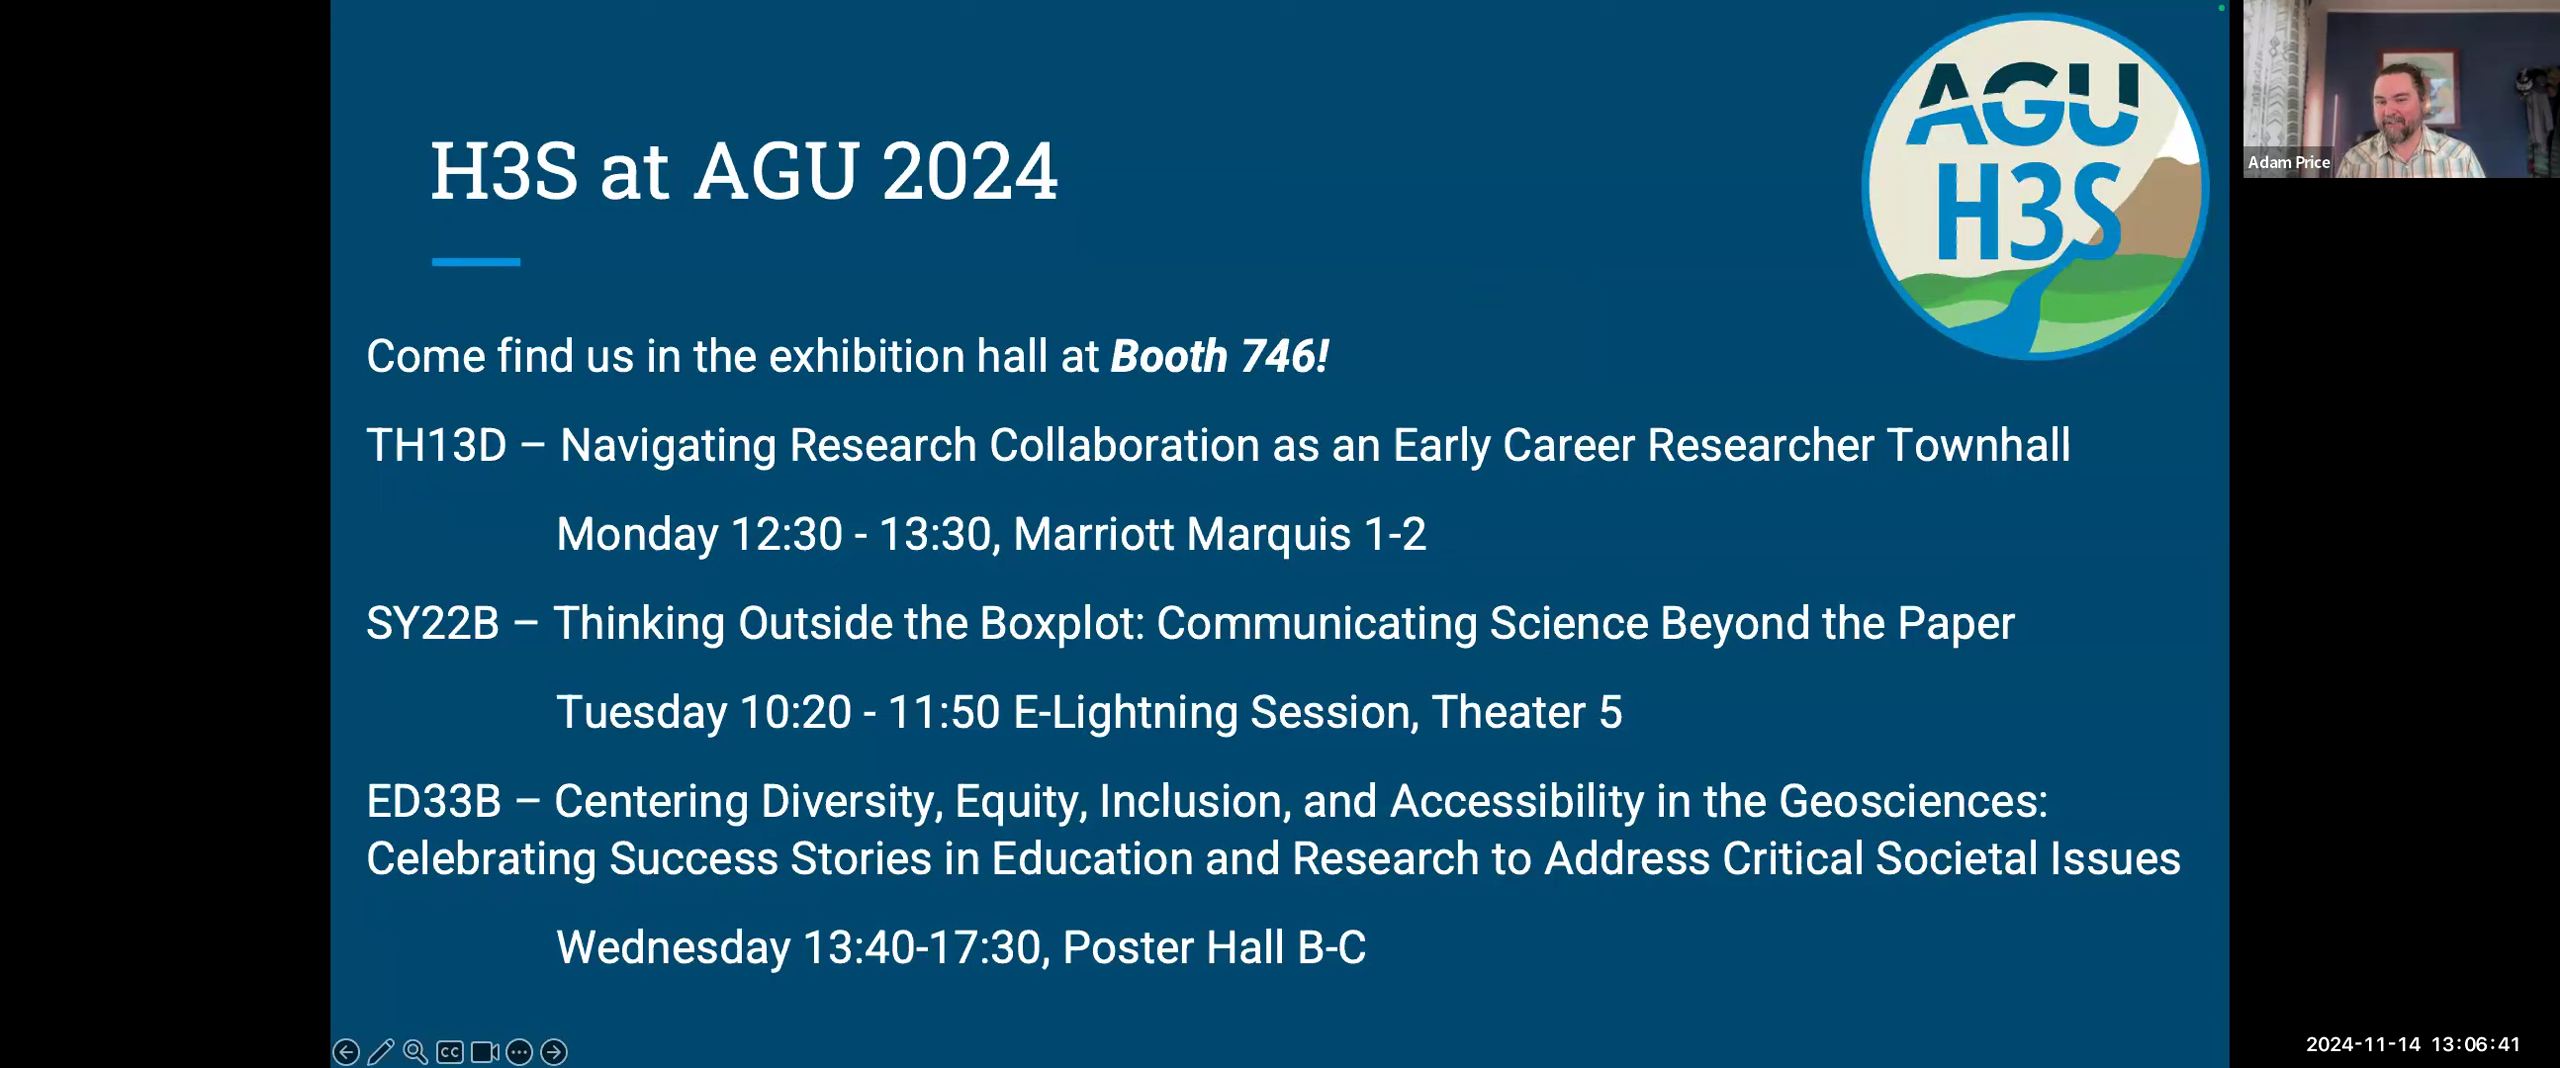 AGU
H3S
Adam Price
H3S at AGU 2024
Come find us in the exhibition hall at Booth 746!
TH13D – Navigating Research Collaboration as an Early Career Researcher Townhall
Monday 12:30 - 13:30, Marriott Marquis 1-2
SY22B – Thinking Outside the Boxplot: Communicating Science Beyond the Paper
Tuesday 10:20 - 11:50 E-Lightning Session, Theater 5
ED33B – Centering Diversity, Equity, Inclusion, and Accessibility in the Geosciences:
Celebrating Success Stories in Education and Research to Address Critical Societal Issues
Wednesday 13:40-17:30, Poster Hall B-C
CC
2024-11-14 13:06:41